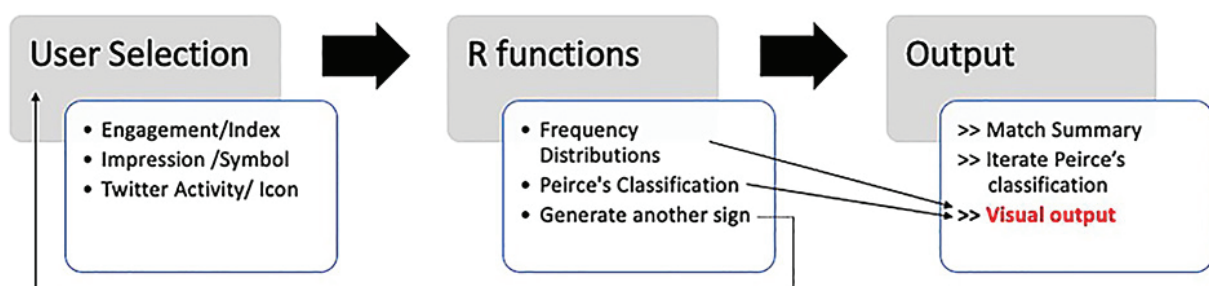 User Selection
• Engagement/Index
• Impression /Symbol
• Twitter Activity/ Icon
R functions
• Frequency
Distributions
• Peirce's Classification
• Generate another sign
Output
>> Match Summary
>> Iterate Peirce’s
classification
>> Visual output